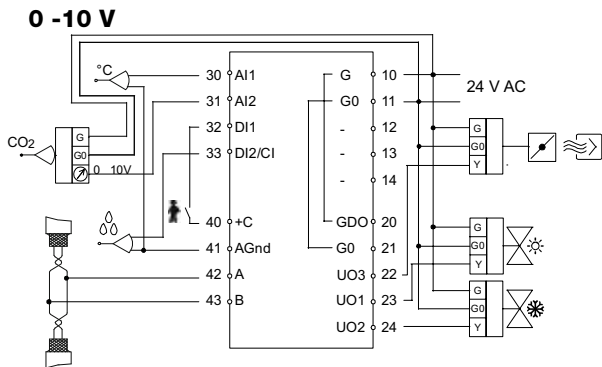 0 -10 V
°C
30 AI1 G 10
24 V AC
31 AI2 G0 11
32 DI1 - 12
33 DI2/CI - 13
- 14
CO2
G
G0
0 10V
G
G0
Y
40 +C GDO 20
41 AGnd G0 21
42 A UO3 22
43 B UO1 23
UO2 24
G
G0
Y
G
G0
Y